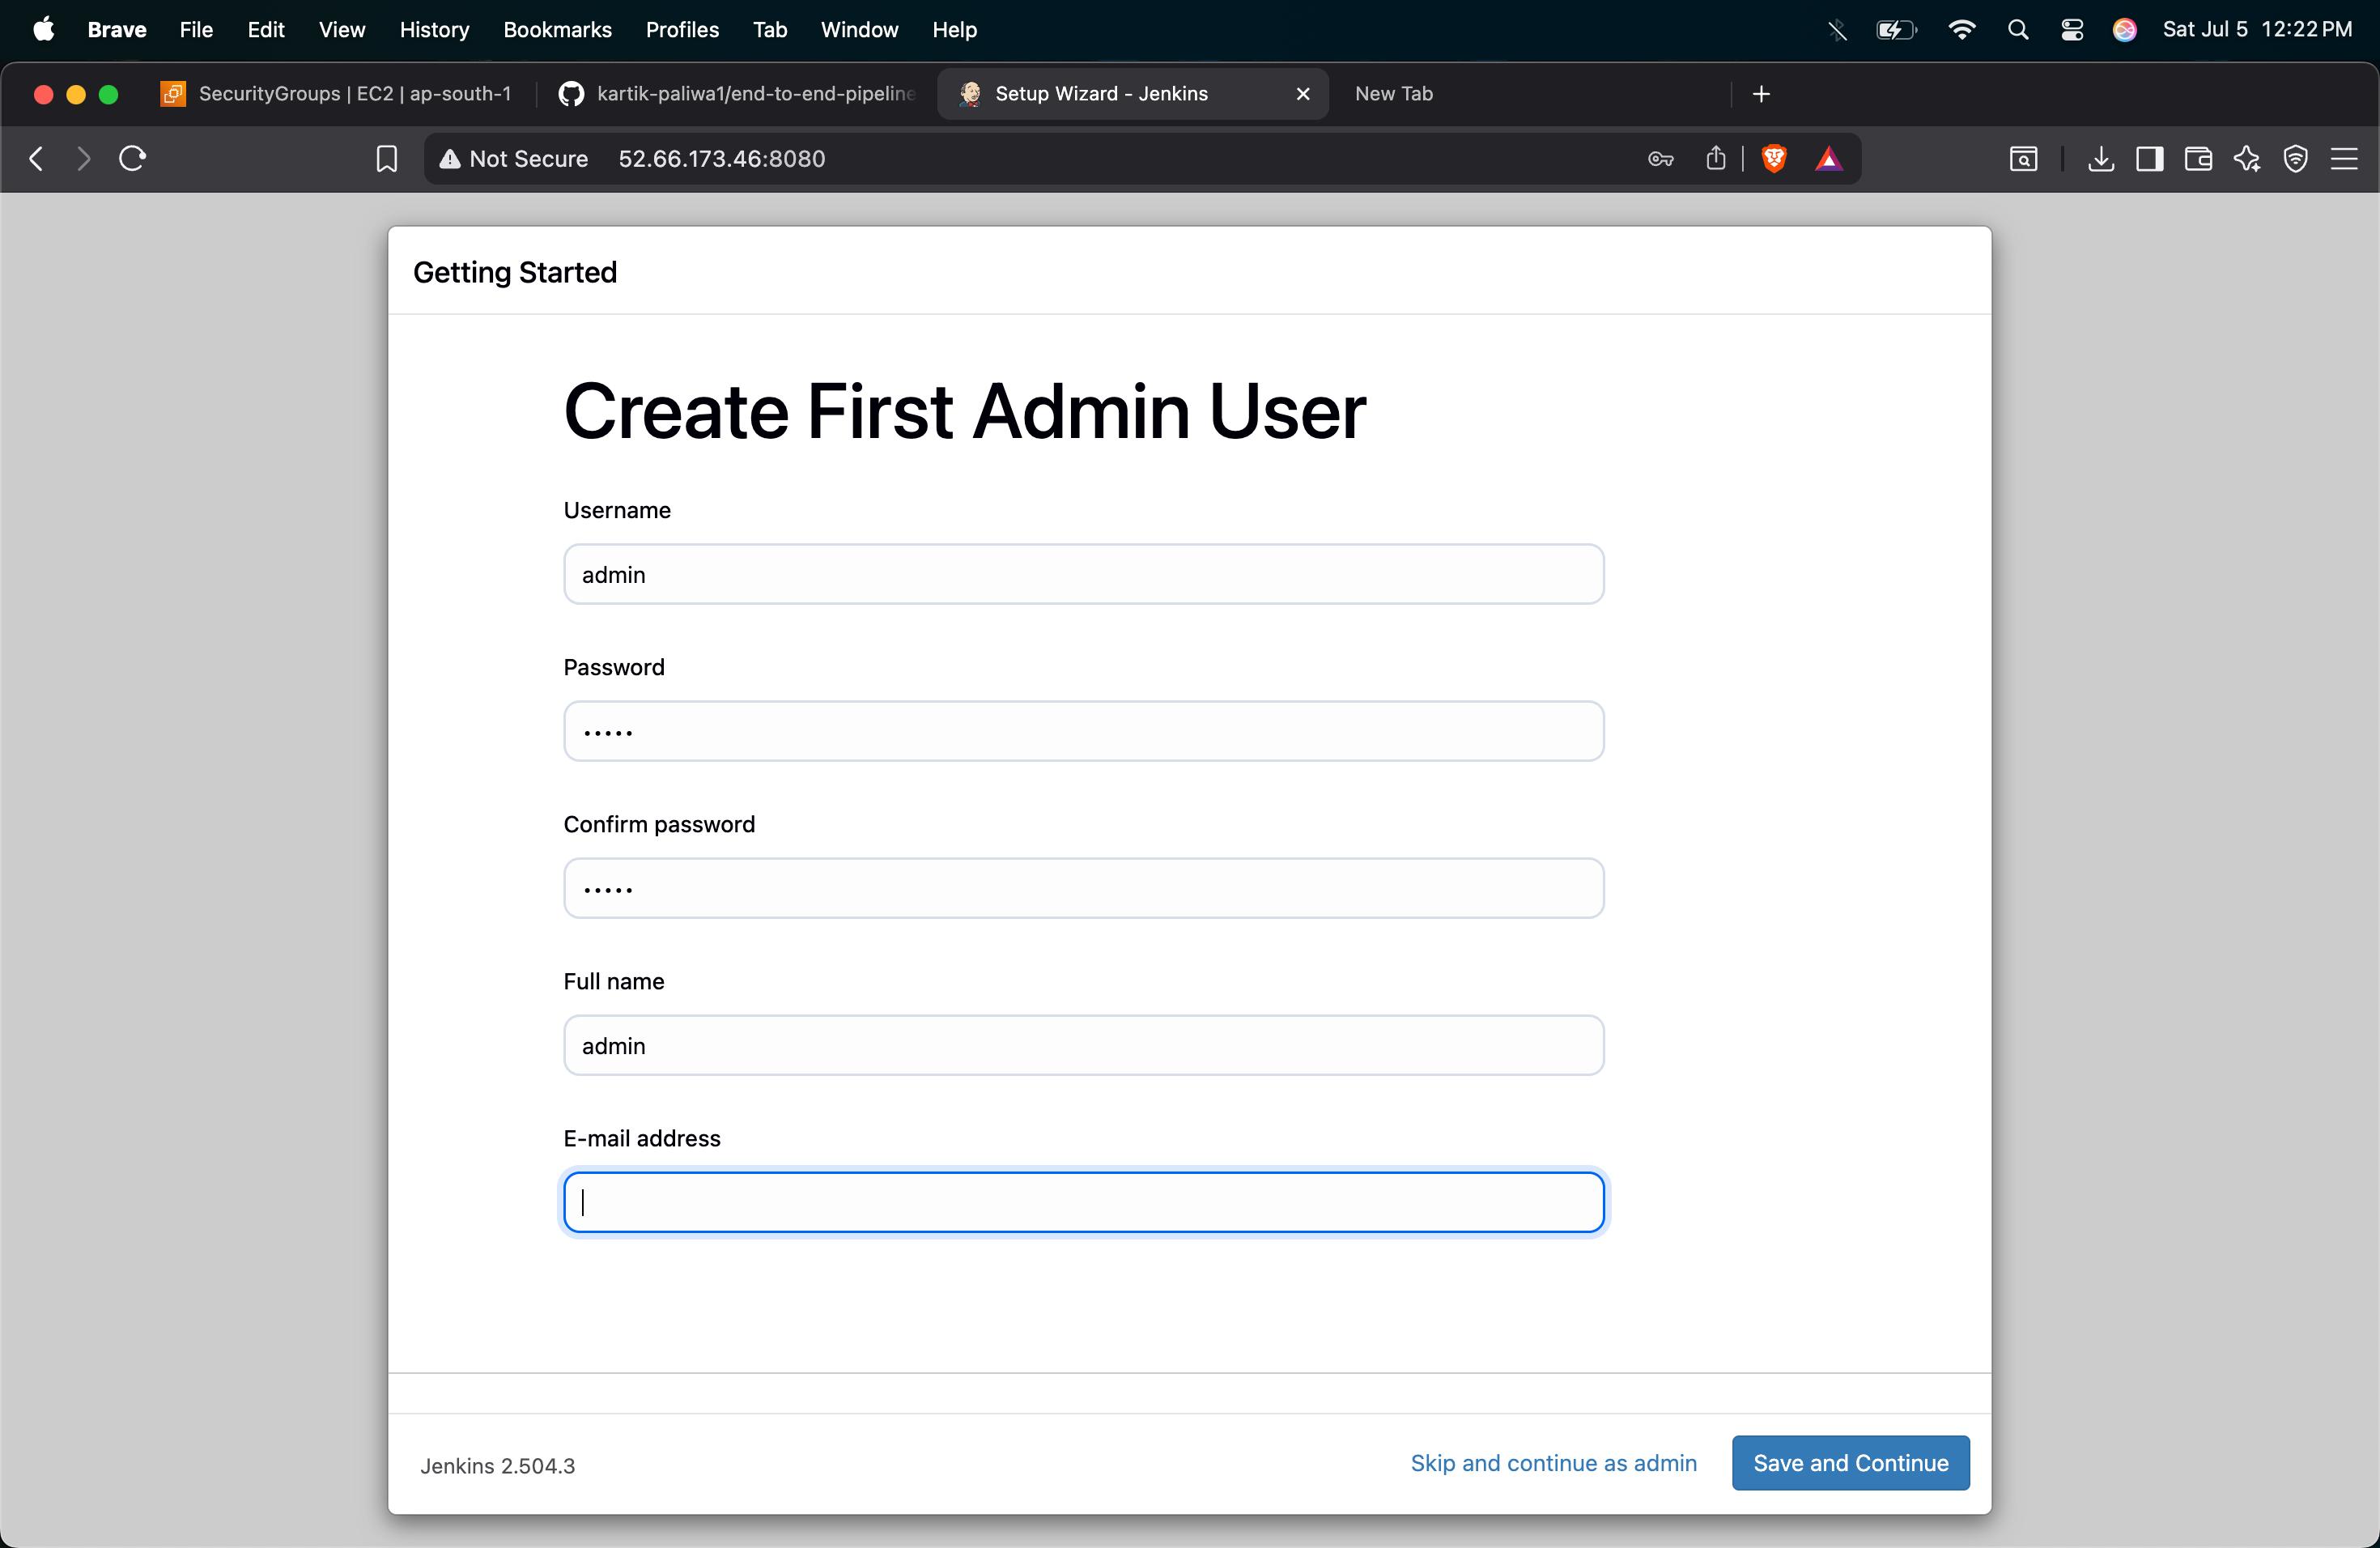 Brave File Edit View History Bookmarks Profiles Tab Window Help Sat Jul 5 12:22 PM
SecurityGroups | EC2 | ap-south-1 kartik-paliwa1/end-to-end-pipeline Setup Wizard - Jenkins New Tab
Not Secure 52.66.173.46:8080
Getting Started
Create First Admin User
Username
admin
Password
•••••
Confirm password
•••••
Full name
admin
E-mail address
Jenkins 2.504.3 Skip and continue as admin Save and Continue